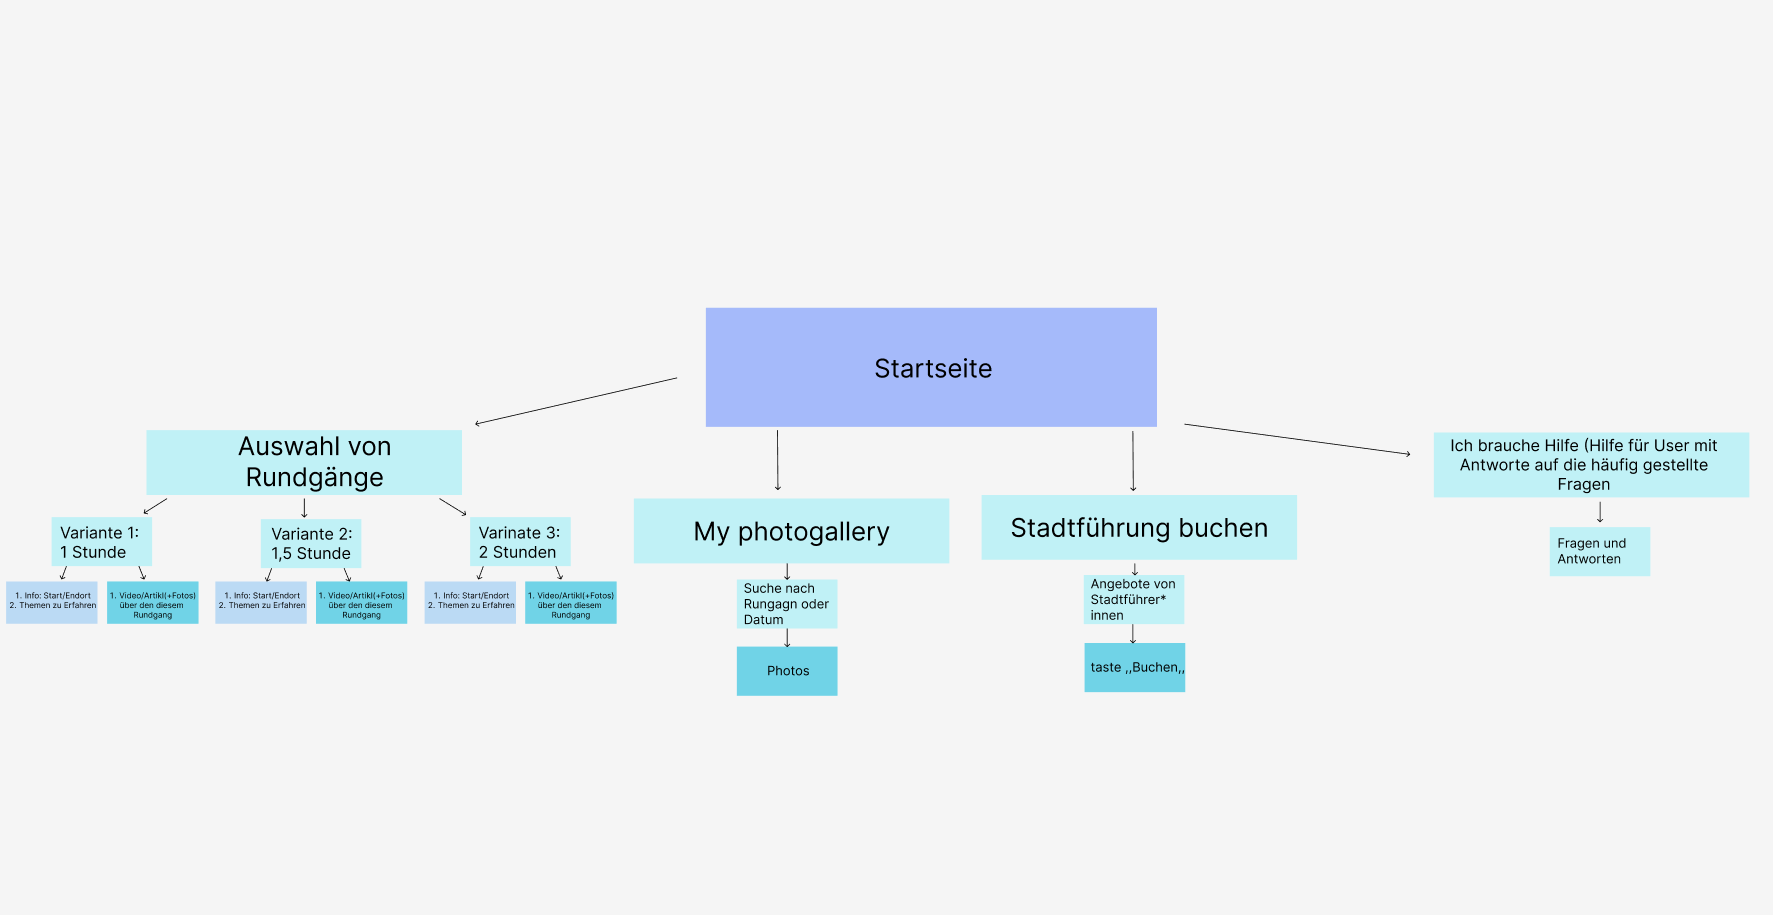 Startseite
Auswahl von
Rundgänge
Variante 1:
1 Stunde
1. Info: Start/Endort
2. Themen zu Erfahren
1. Video/Artikl(+Fotos)
über den diesem
Rundgang
Variante 2:
1,5 Stunde
1. Info: Start/Endort
2. Themen zu Erfahren
1. Video/Artikl(+Fotos)
über den diesem
Rundgang
Varinate 3:
2 Stunden
1. Info: Start/Endort
2. Themen zu Erfahren
1. Video/Artikl(+Fotos)
über den diesem
Rundgang
My photogallery
Suche nach
Rungagn oder
Datum
Photos
Stadtführung buchen
Angebote von
Stadtführer*
innen
taste ,,Buchen,,
Ich brauche Hilfe (Hilfe für User mit
Antworte auf die häufig gestellte
Fragen
Fragen und
Antworten